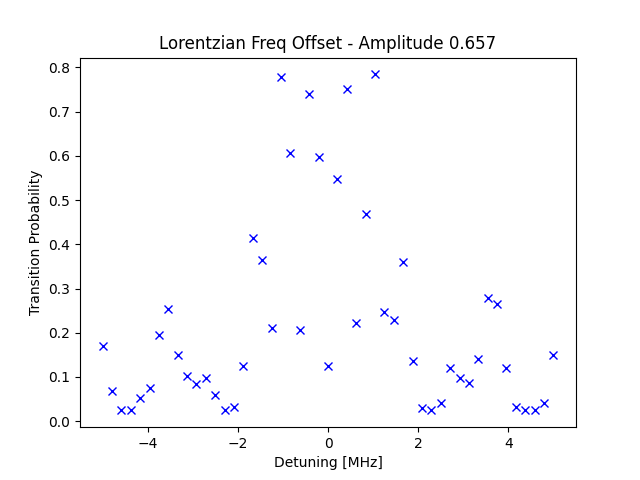 Lorentzian Freq Offset - Amplitude 0.657
0.8
0.7
0.6
0.5
0.4
0.3
0.2
0.1
0.0
Transition Probability
−4 −2 0 2 4
Detuning [MHz]